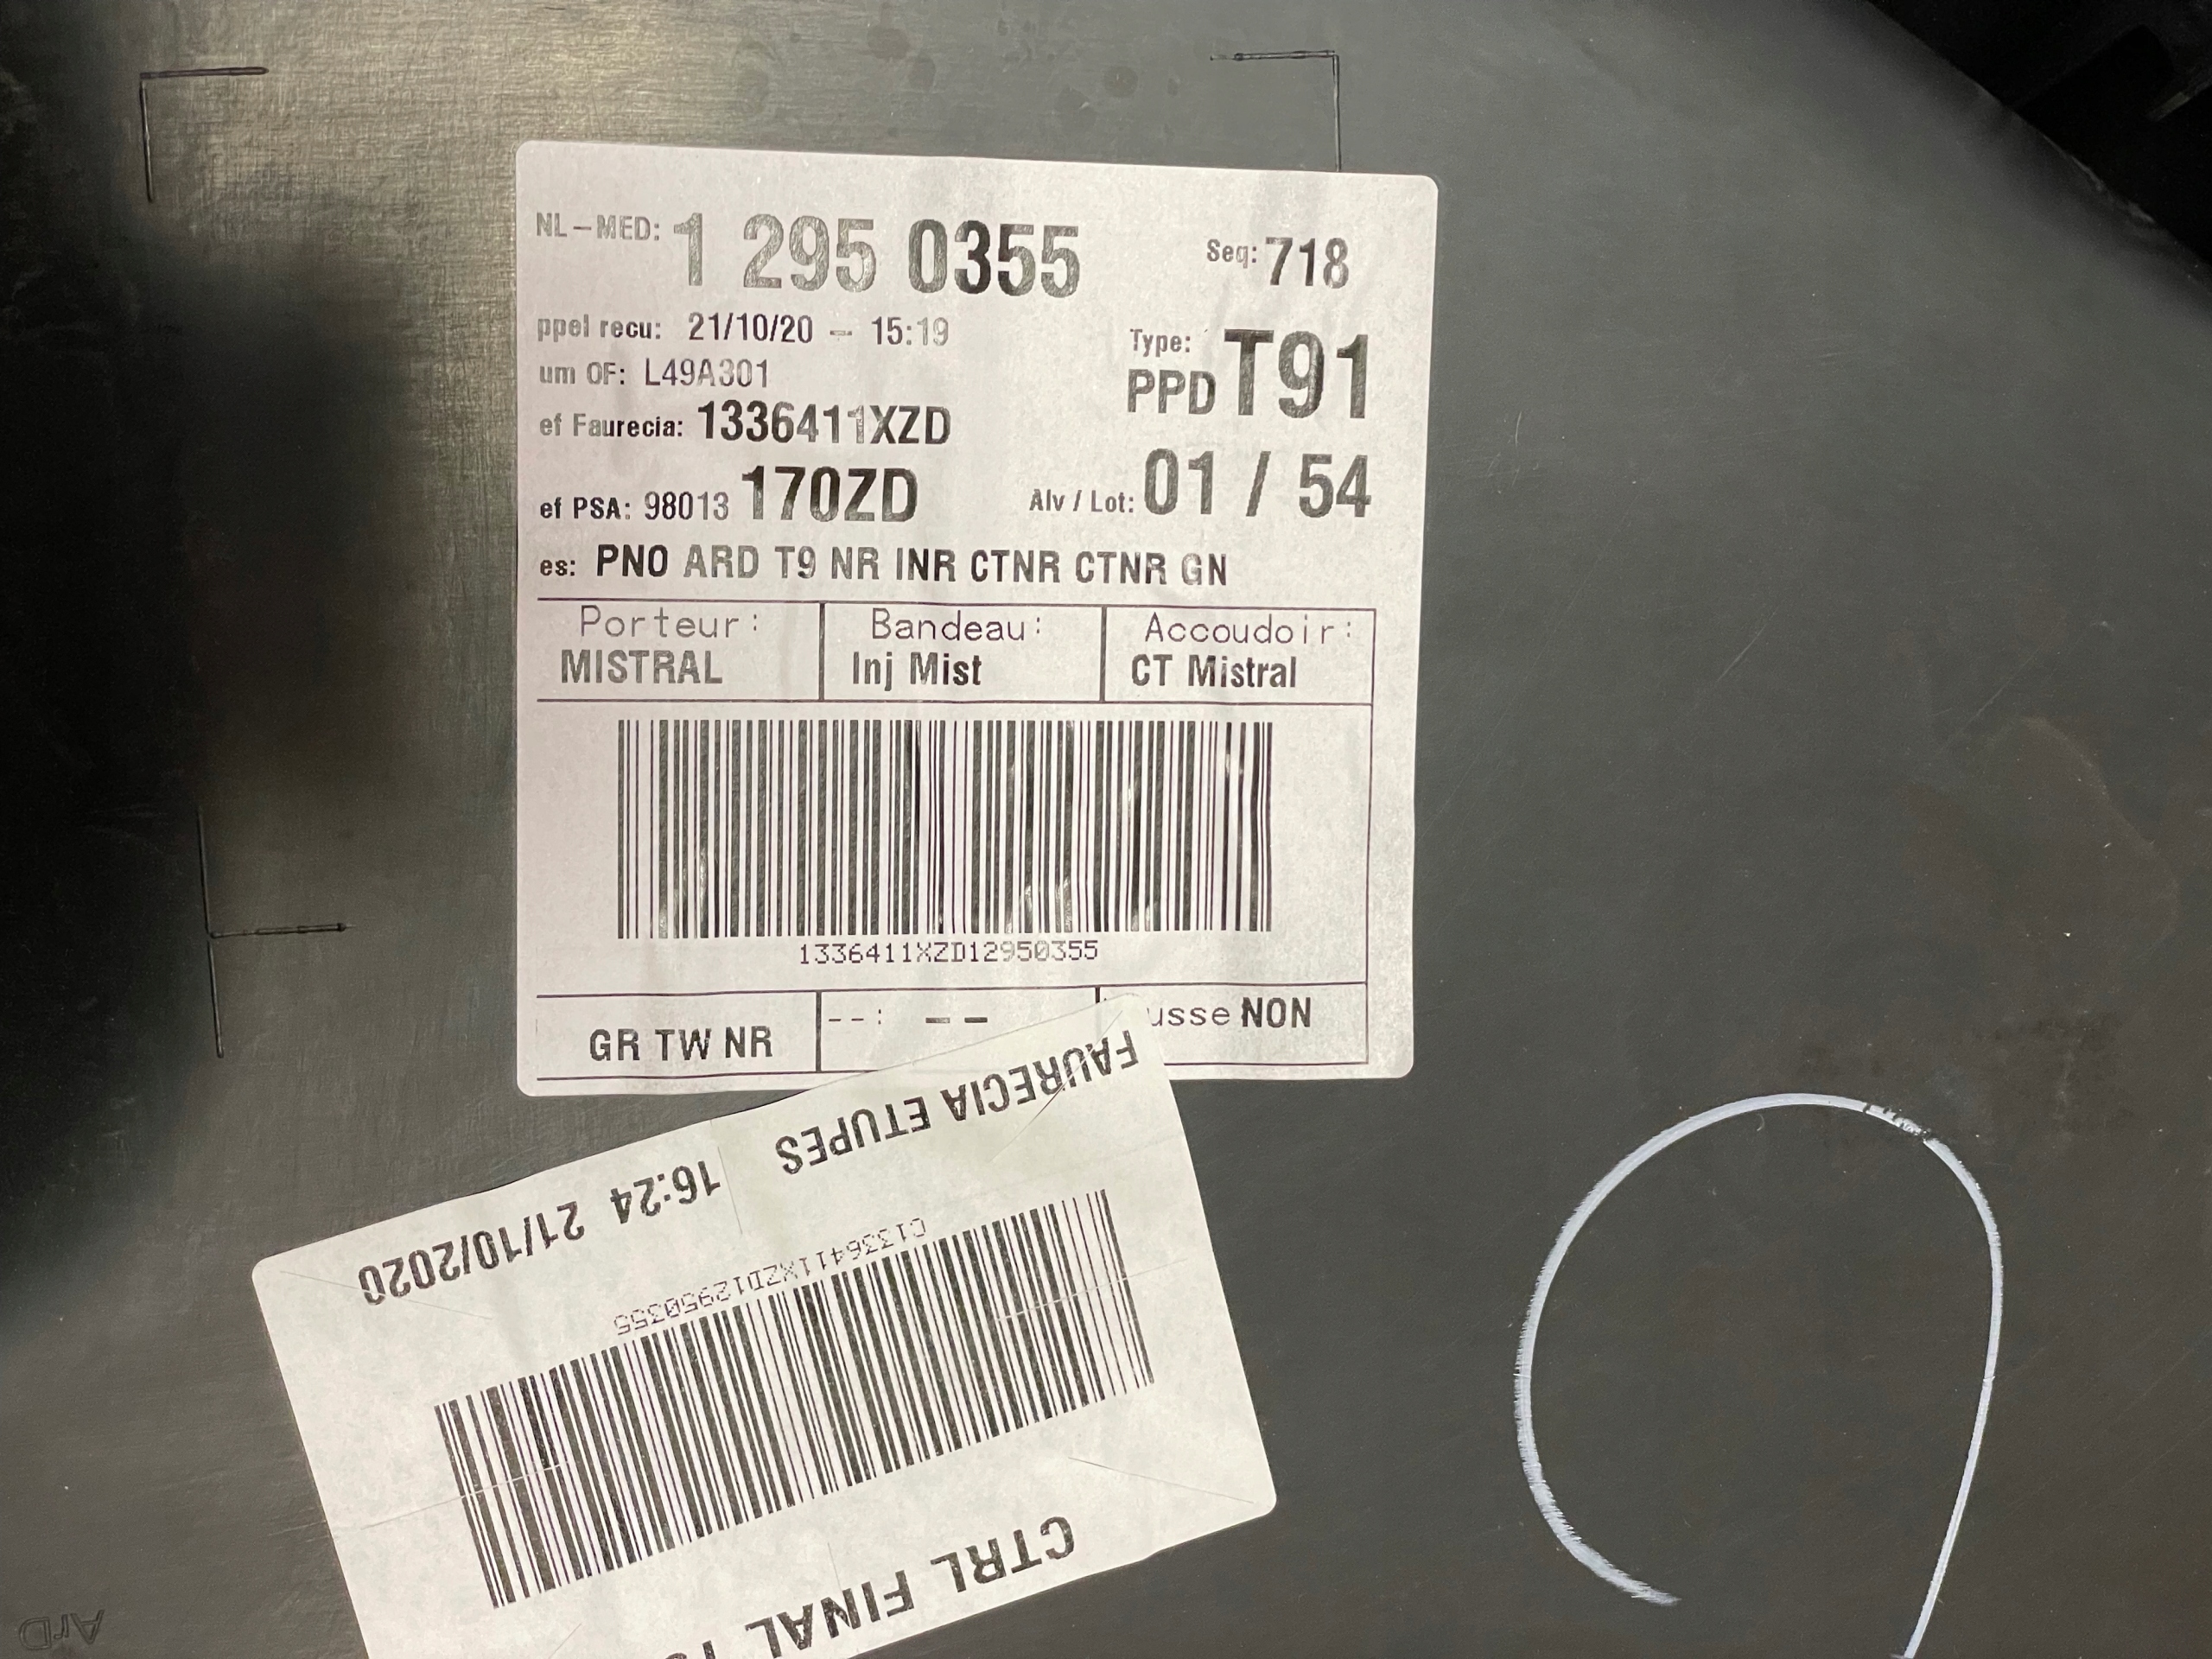 NL-MED: 1 295 0355 Seq: 718
ppel recu: 21/10/20 - 15:19
Type: PPD T91
um OF: L49A301
ef Faurecia: 1336411XZD
ef PSA: 98013 170ZD Alv / Lot: 01 / 54
es: PNO ARD T9 NR INR CTNR CTNR GN
Porteur: Bandeau: Accoudoir:
MISTRAL Inj Mist CT Mistral
1336411XZD12950355
--: -- usse NON
GR TW NR
CTRL FINAL
C1336411XZD12950355
FAURECIA ETUPES 16:24 21/10/2020
ArD